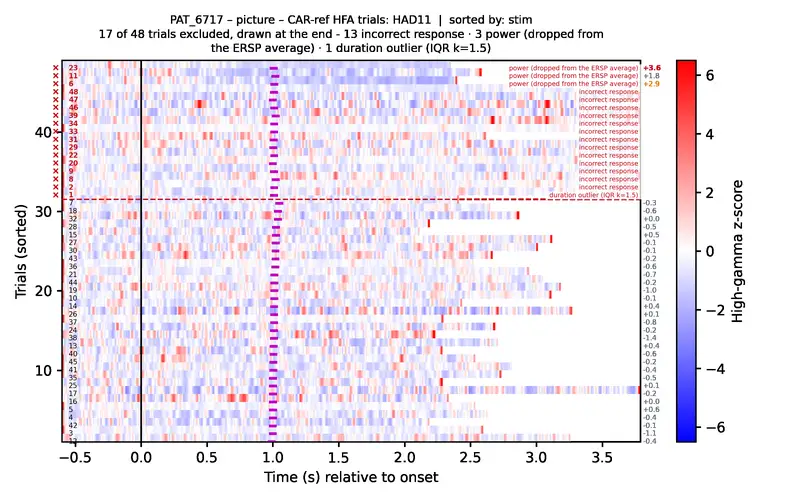 PAT_6717 – picture – CAR-ref HFA trials: HAD11 | sorted by: stim
17 of 48 trials excluded, drawn at the end - 13 incorrect response · 3 power (dropped from
the ERSP average) · 1 duration outlier (IQR k=1.5)
× 23 power (dropped from the ERSP average) +3.6
× 11 power (dropped from the ERSP average) +1.8
× 6 power (dropped from the ERSP average) +2.9
× 48 incorrect response
× 47 incorrect response
× 46 incorrect response
× 39 incorrect response
× 34 incorrect response
× 33 incorrect response
× 31 incorrect response
× 29 incorrect response
× 22 incorrect response
× 20 incorrect response
× 9 incorrect response
× 8 incorrect response
× 2 incorrect response
× 1 duration outlier (IQR k=1.5)
7 -0.3
18 -0.6
32 +0.0
28 -0.5
15 +0.5
27 -0.1
30 -0.1
43 -0.2
36 -0.6
21 -0.7
44 -0.2
19 -1.0
10 -0.1
14 +0.4
26 +0.1
37 -0.8
24 -0.2
38 -1.4
13 +0.4
40 -0.6
45 -0.2
41 -0.4
35 -0.5
25 +0.1
17 -0.2
16 +0.0
5 +0.6
4 -0.4
42 -0.1
3 -1.1
12 -0.4
40
30
20
10
Trials (sorted)
−0.5 0.0 0.5 1.0 1.5 2.0 2.5 3.0 3.5
Time (s) relative to onset
6
4
2
0
−2
−4
−6
High-gamma z-score